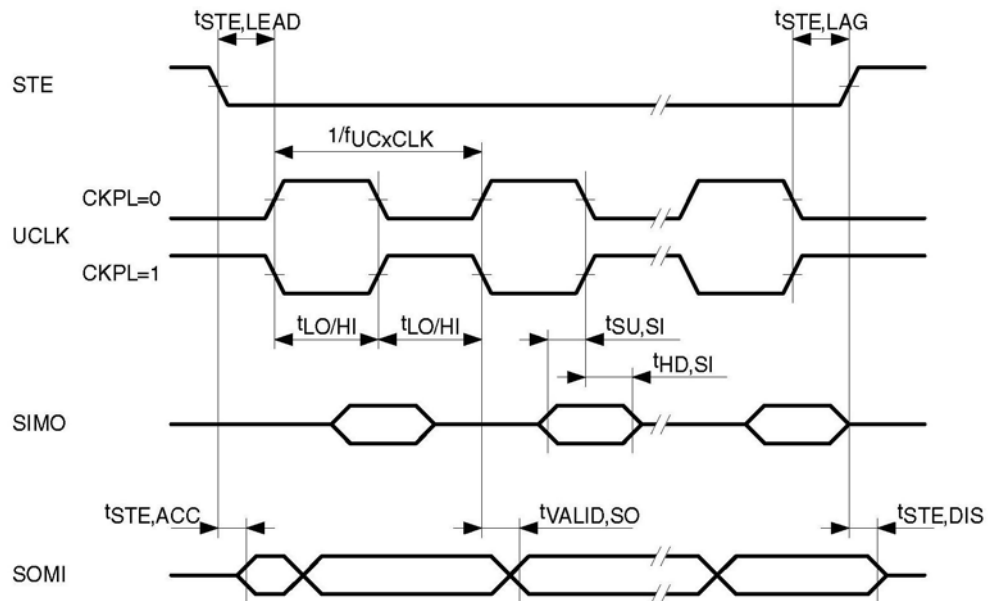 tSTE,LEAD
tSTE,LAG
STE
1/fUCxCLK
CKPL=0
UCLK
CKPL=1
tLO/HI
tLO/HI
tSU,SI
tHD,SI
SIMO
tSTE,ACC
tVALID,SO
tSTE,DIS
SOMI